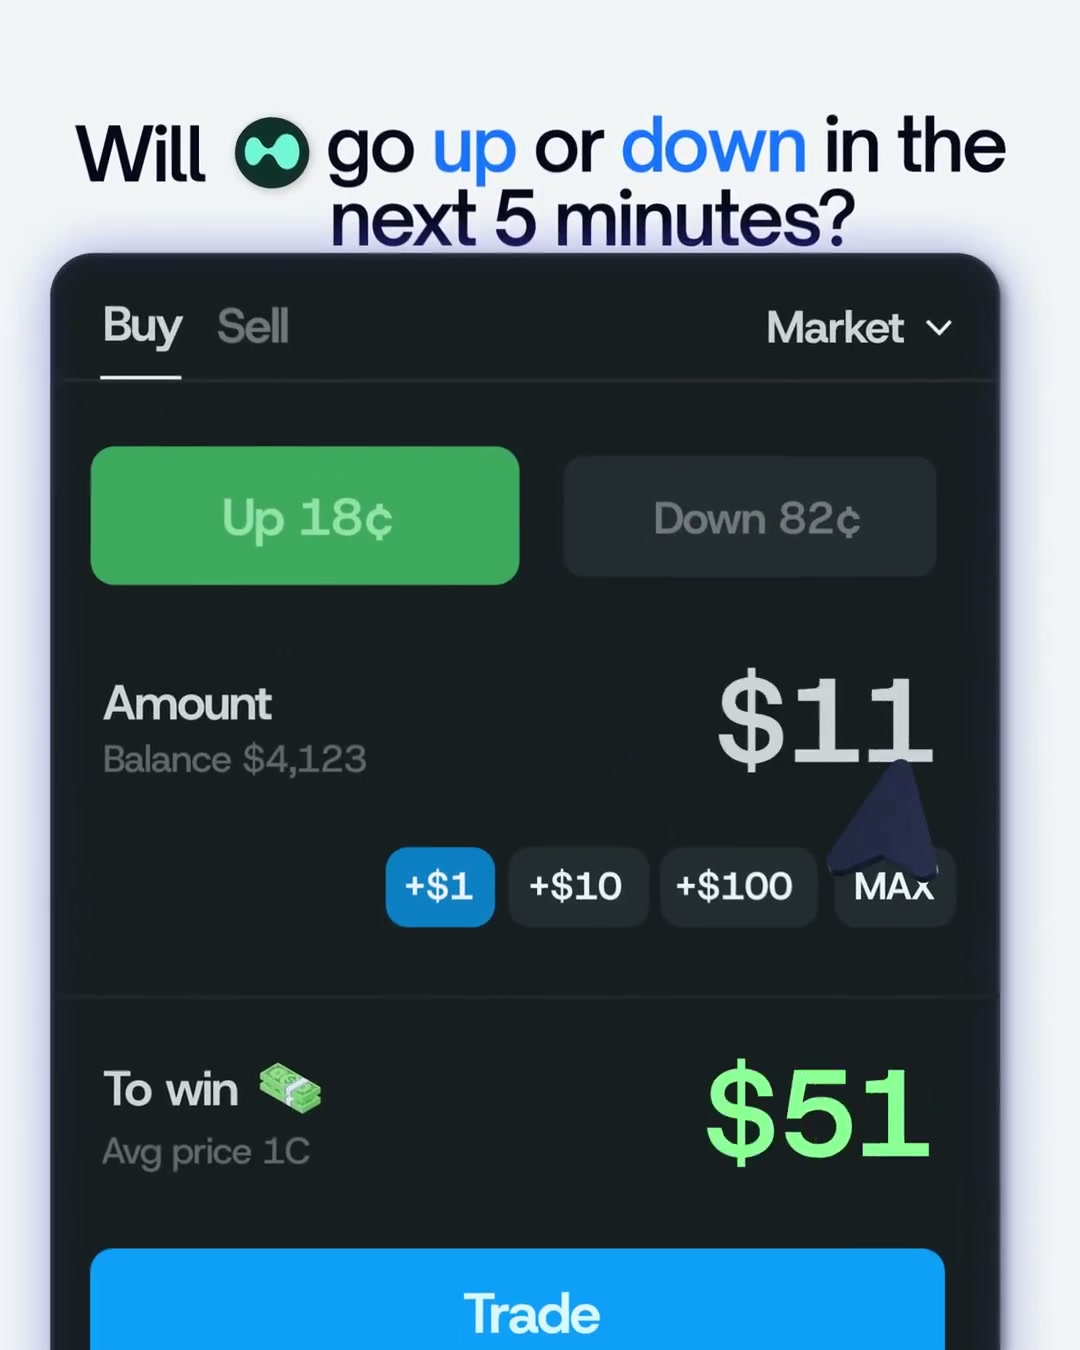 Will go up or down in the
next 5 minutes?
Buy Sell Market
Up 18¢ Down 82¢
Amount $11
Balance $4,123
+$1 +$10 +$100 MAX
To win $51
Avg price 1C
Trade